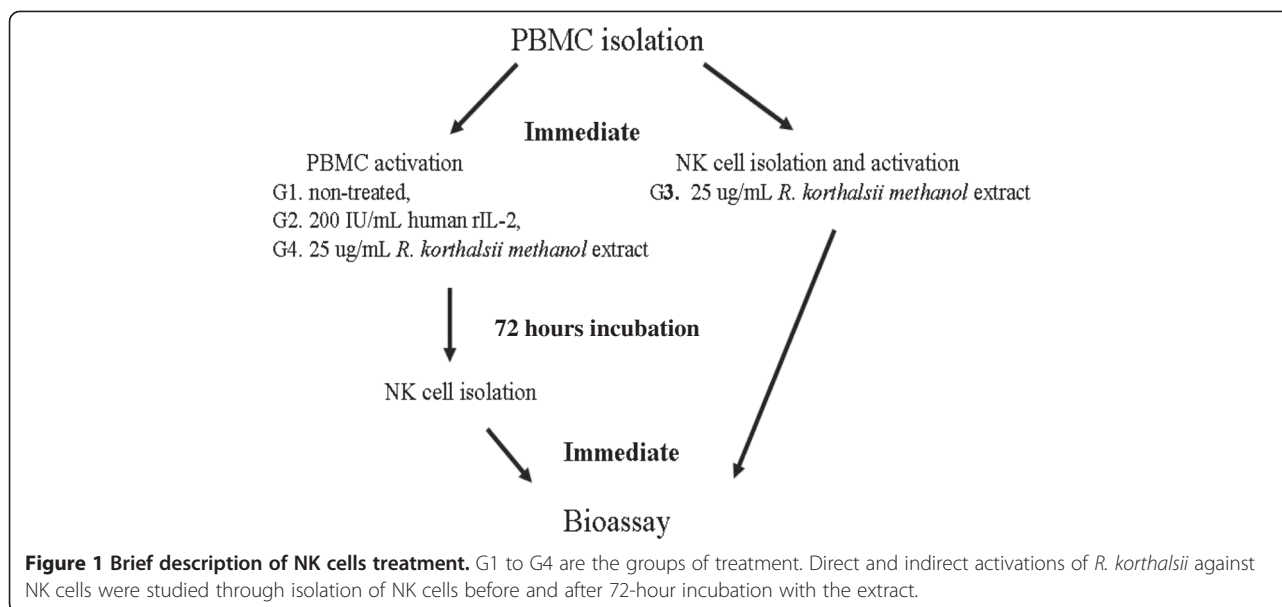 PBMC isolation
Immediate
PBMC activation
G1. non-treated,
G2. 200 IU/mL human rIL-2,
G4. 25 ug/mL R. korthalsii methanol extract
NK cell isolation and activation
G3. 25 ug/mL R. korthalsii methanol extract
72 hours incubation
NK cell isolation
Immediate
Bioassay
Figure 1 Brief description of NK cells treatment. G1 to G4 are the groups of treatment. Direct and indirect activations of R. korthalsii against
NK cells were studied through isolation of NK cells before and after 72-hour incubation with the extract.